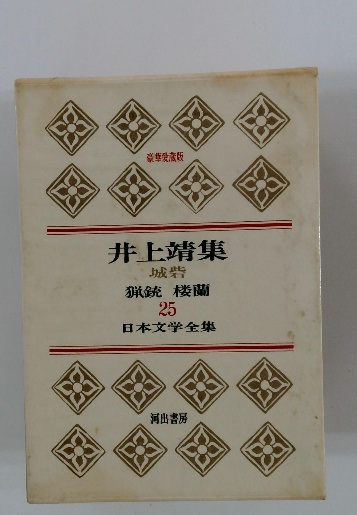 豪華愛蔵版
井上靖集
城砦
猟銃 楼蘭
25
日本文学全集
河出書房